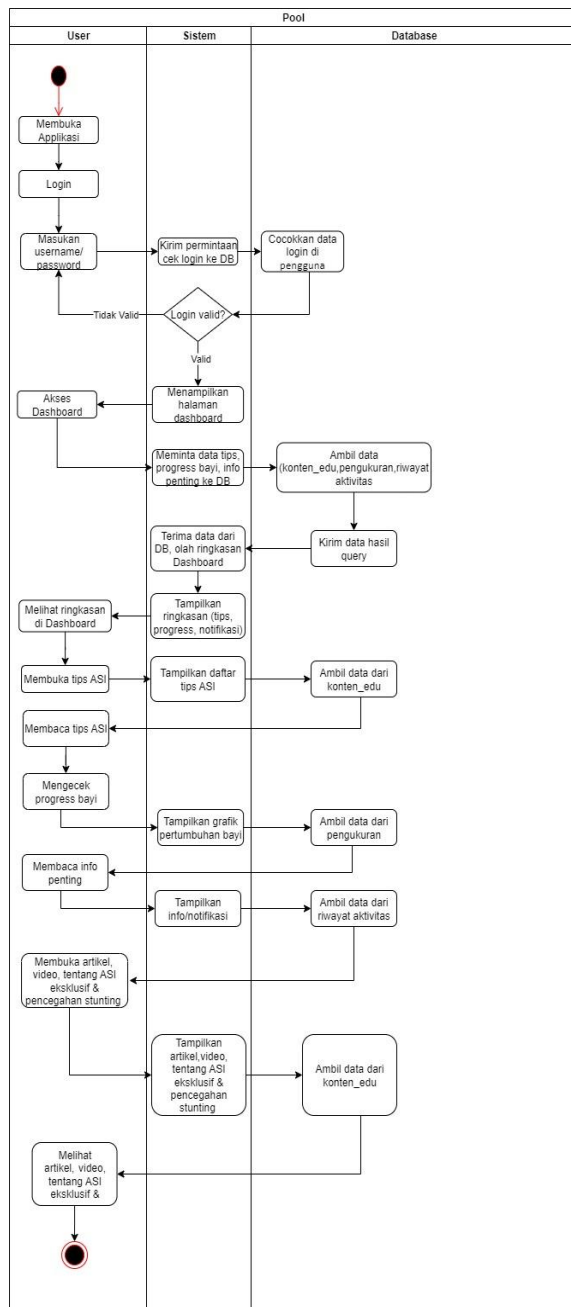 Pool
User
Sistem
Database
Membuka
Applikasi
Login
Masukan
username/
password
Kirim permintaan
cek login ke DB
Cocokkan data
login di
pengguna
Tidak Valid
Login valid?
Valid
Menampilkan
halaman
dashboard
Akses
Dashboard
Meminta data tips,
progress bayi, info
penting ke DB
Ambil data
(konten_edu,pengukuran,riwayat
aktivitas
Kirim data hasil
query
Terima data dari
DB, olah ringkasan
Dashboard
Tampilkan
ringkasan (tips,
progress, notifikasi)
Melihat ringkasan
di Dashboard
Membuka tips ASI
Tampilkan daftar
tips ASI
Ambil data dari
konten_edu
Membaca tips ASI
Mengecek
progress bayi
Tampilkan grafik
pertumbuhan bayi
Ambil data dari
pengukuran
Membaca info
penting
Tampilkan
info/notifikasi
Ambil data dari
riwayat aktivitas
Membuka artikel,
video, tentang ASI
eksklusif &
pencegahan stunting
Tampilkan
artikel,video,
tentang ASI
eksklusif &
pencegahan
stunting
Ambil data dari
konten_edu
Melihat
artikel, video,
tentang ASI
eksklusif &